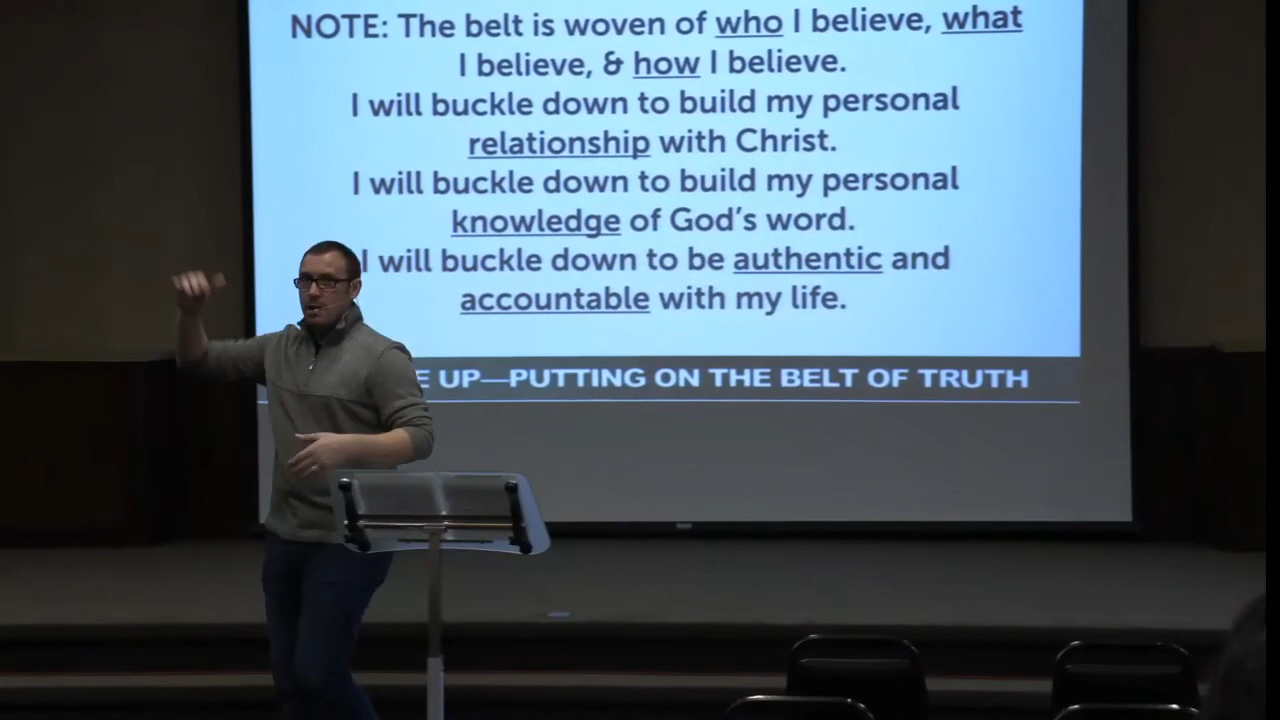 NOTE: The belt is woven of who I believe, what
I believe, & how I believe.
I will buckle down to build my personal
relationship with Christ.
I will buckle down to build my personal
knowledge of God's word.
I will buckle down to be authentic and
accountable with my life.
UP—PUTTING ON THE BELT OF TRUTH